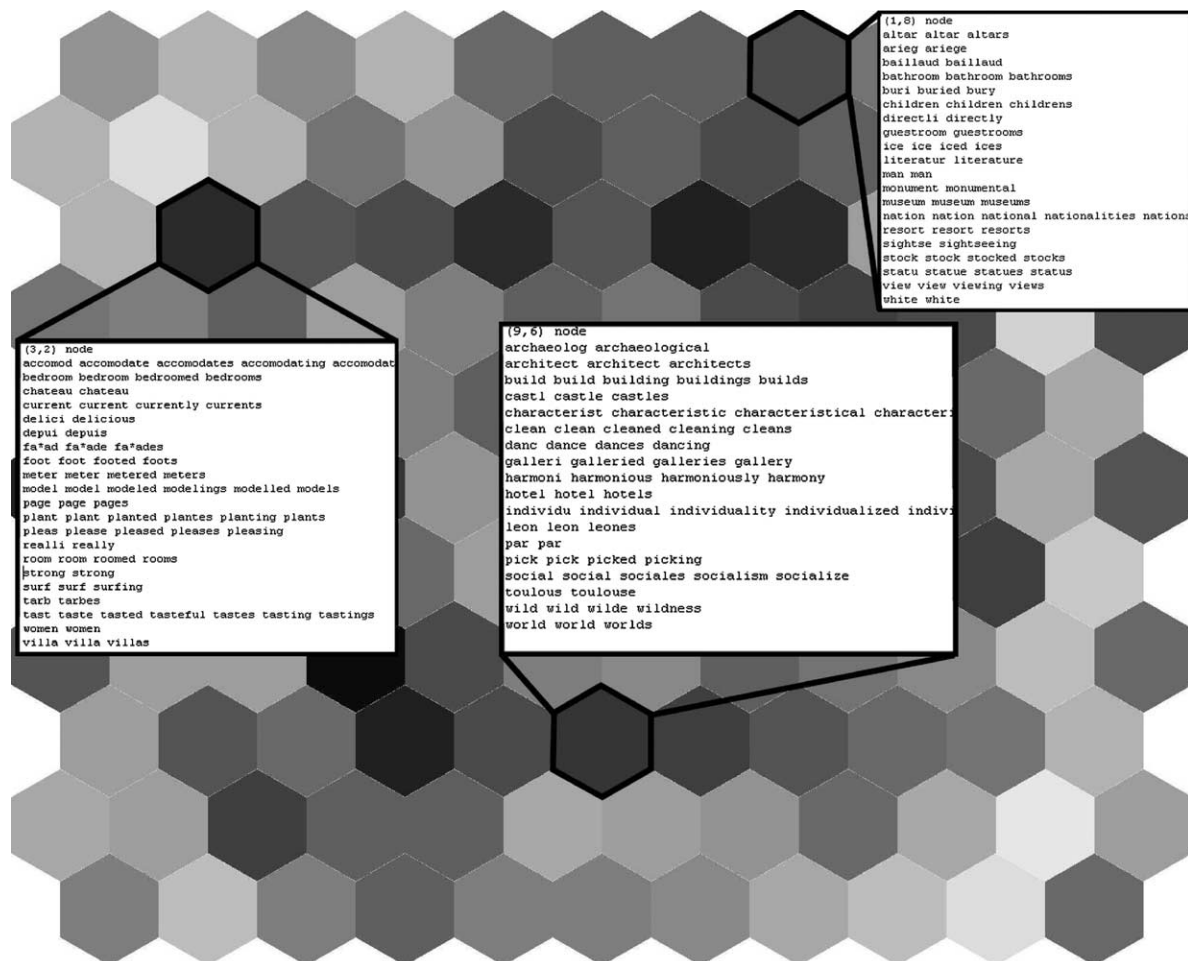 (1,8) node
altar altar altars
arieg ariege
baillaud baillaud
bathroom bathroom bathrooms
buri buried bury
children children childrens
directli directly
guestroom guestrooms
ice ice iced ices
literatur literature
man man
monument monumental
museum museum museums
nation nation national nationalities nations
resort resort resorts
sightse sightseeing
stock stock stocked stocks
statu statue statues status
view view viewing views
white white
(3,2) node
accomod accomodate accomodates accomodating accomodat
bedroom bedroom bedroomed bedrooms
chateau chateau
current current currently currents
delici delicious
depui depuis
fa*ad fa*ade fa*ades
foot foot footed foots
meter meter metered meters
model model modeled modelings modelled models
page page pages
plant plant planted plantes planting plants
pleas please pleased pleases pleasing
realli really
room room roomed rooms
strong strong
surf surf surfing
tarb tarbes
tast taste tasted tasteful tastes tasting tastings
women women
villa villa villas
(9,6) node
archaeolog archaeological
architect architect architects
build build building buildings builds
castl castle castles
characterist characteristic characteristical characteri
clean clean cleaned cleaning cleans
danc dance dances dancing
galleri galleried galleries gallery
harmoni harmonious harmoniously harmony
hotel hotel hotels
individu individual individuality individualized indivi
leon leon leones
par par
pick pick picked picking
social social sociales socialism socialize
toulous toulouse
wild wild wilde wildness
world world worlds